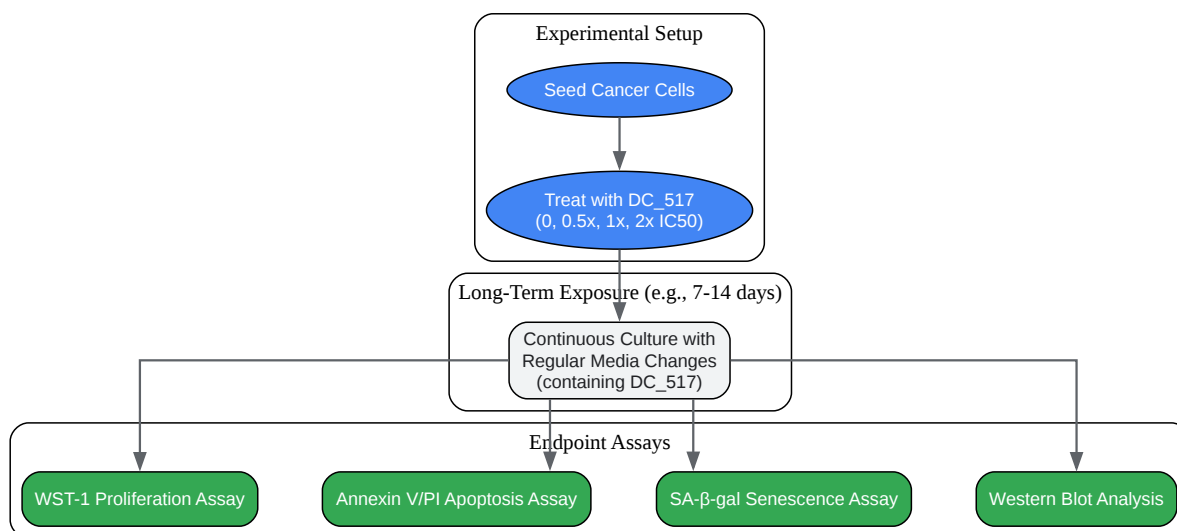 Experimental Setup
Seed Cancer Cells
Treat with DC_517
(0, 0.5x, 1x, 2x IC50)
Long-Term Exposure (e.g., 7-14 days)
Continuous Culture with
Regular Media Changes
(containing DC_517)
Endpoint Assays
WST-1 Proliferation Assay
Annexin V/PI Apoptosis Assay
SA-β-gal Senescence Assay
Western Blot Analysis